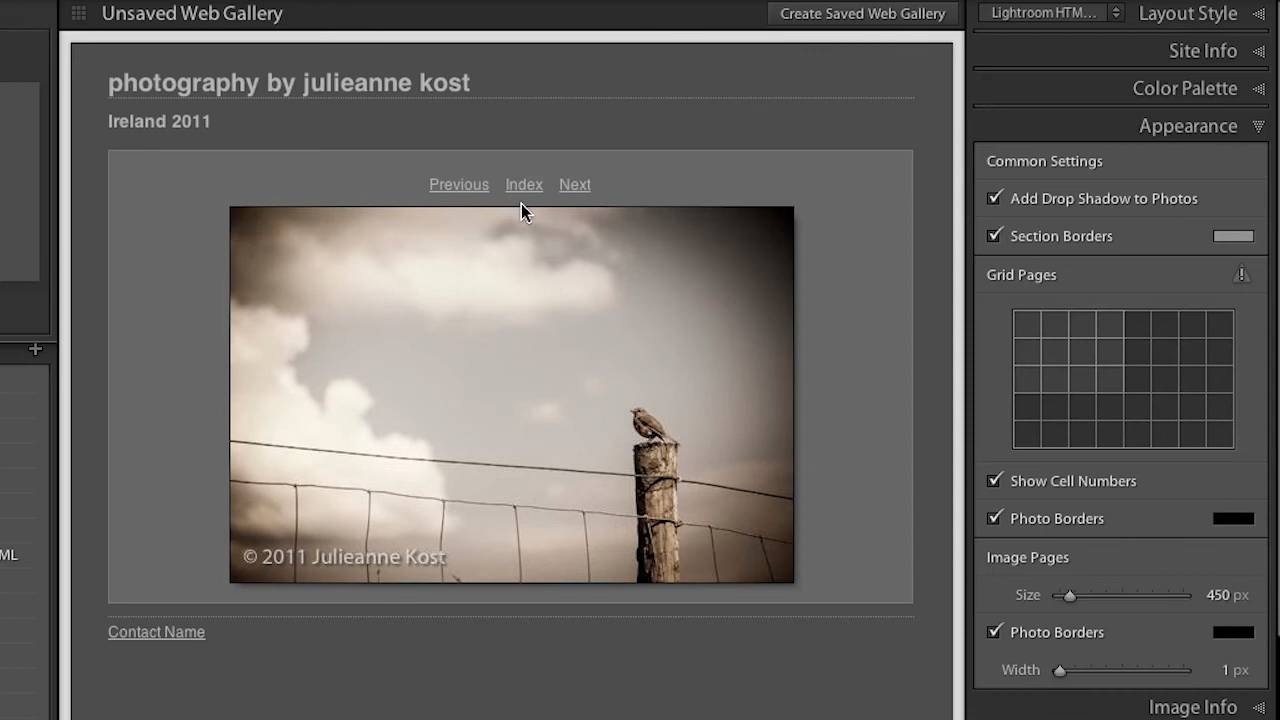 Unsaved Web Gallery
Create Saved Web Gallery
Lightroom HTM...
Layout Style
Site Info
Color Palette
Appearance
photography by julieanne kost
Ireland 2011
Previous Index Next
© 2011 Julieanne Kost
Contact Name
ML
Common Settings
Add Drop Shadow to Photos
Section Borders
Grid Pages
Show Cell Numbers
Photo Borders
Image Pages
Size 450 px
Photo Borders
Width 1 px
Image Info